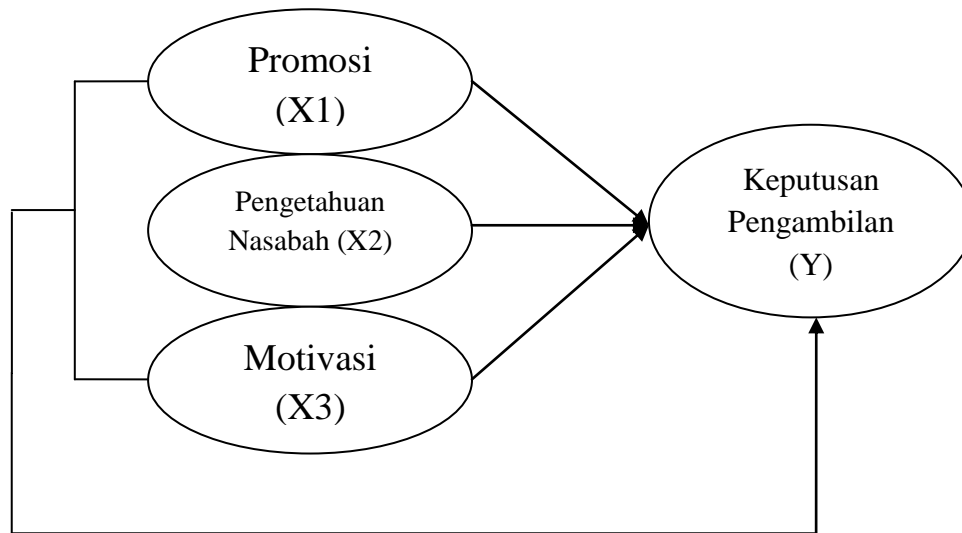 Promosi
(X1)
Pengetahuan
Nasabah (X2)
Motivasi
(X3)
Keputusan
Pengambilan
(Y)